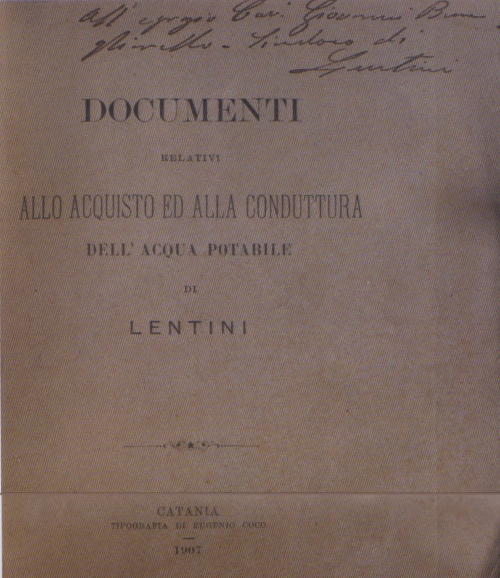 All' egregio Cav. Giovanni
Sindaco di
Lentini
DOCUMENTI
RELATIVI
ALLO ACQUISTO ED ALLA CONDUTTURA
DELL' ACQUA POTABILE
DI
LENTINI
CATANIA
TIPOGRAFIA DI EUGENIO COCO
1907